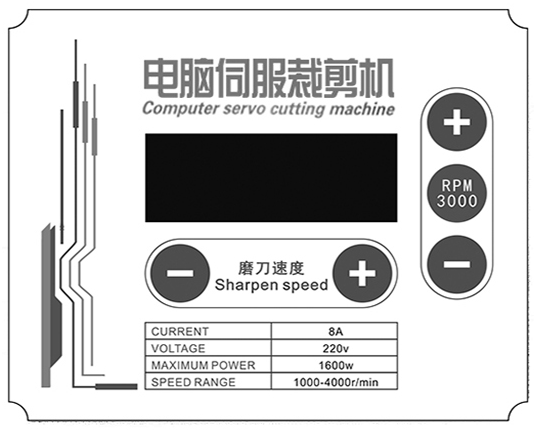 电脑伺服裁剪机
Computer servo cutting machine
+
RPM
3000
−
− 磨刀速度 +
Sharpen speed
CURRENT 8A
VOLTAGE 220v
MAXIMUM POWER 1600w
SPEED RANGE 1000-4000r/min